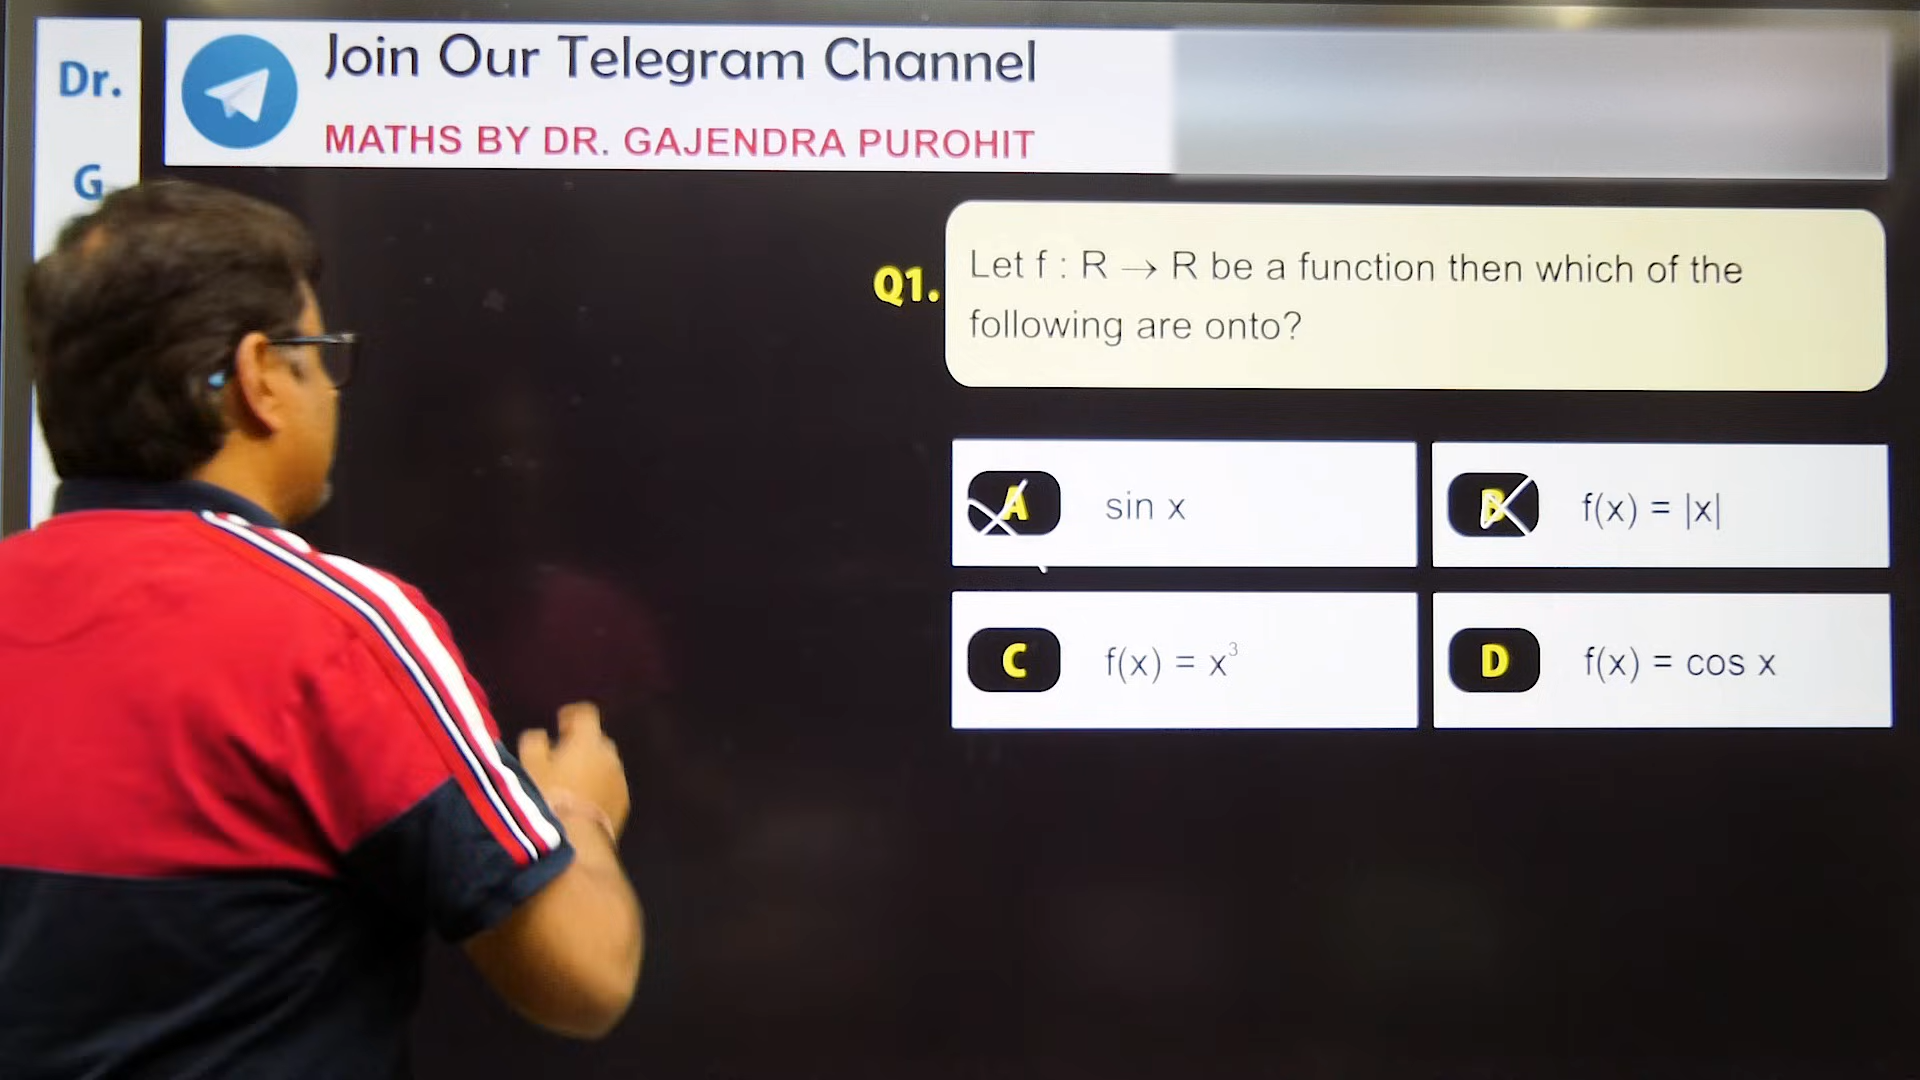 Dr.
G
Join Our Telegram Channel
MATHS BY DR. GAJENDRA PUROHIT
Q1.
Let f : R → R be a function then which of the
following are onto?
A sin x
B f(x) = |x|
C f(x) = x³
D f(x) = cos x